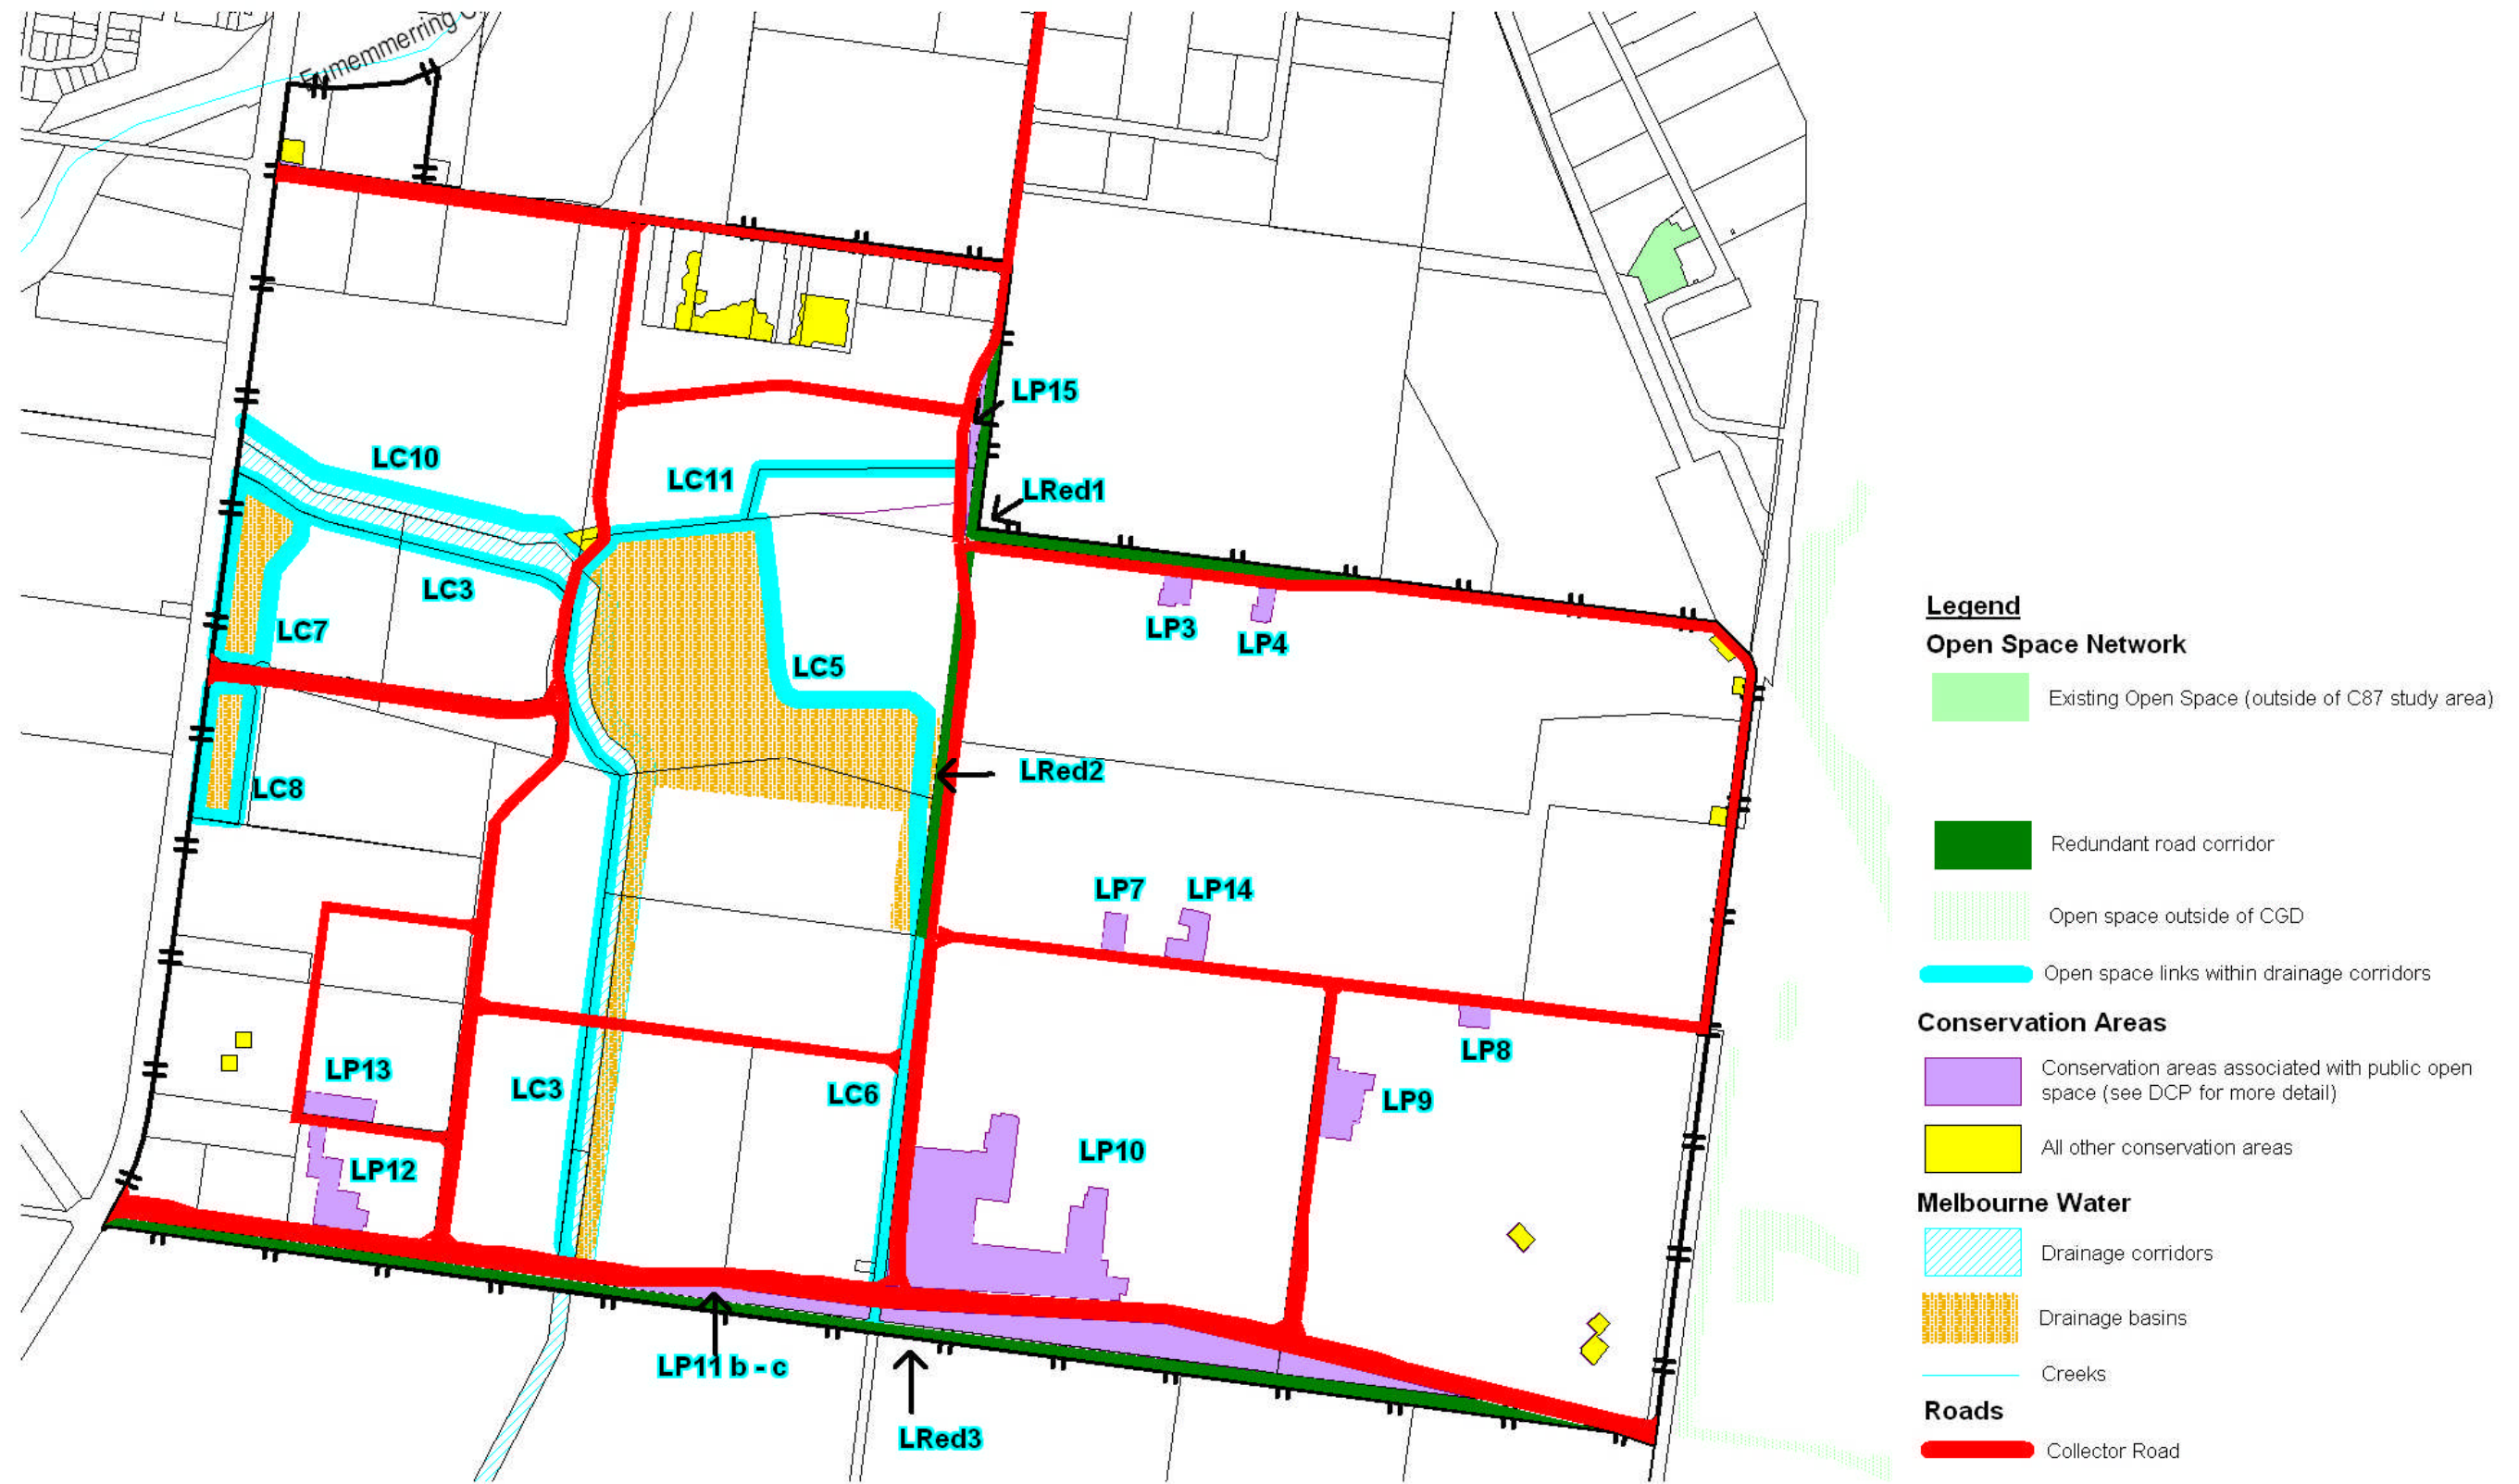 Eumemmerring
LP15
LC10
LC11
LRed1
LC3
LC7
LP3
LP4
LC5
LRed2
LC8
LP7
LP14
LP8
LP13
LC3
LC6
LP9
LP10
LP12
LP11 b - c
LRed3
Legend
Open Space Network
Existing Open Space (outside of C87 study area)
Redundant road corridor
Open space outside of CGD
Open space links within drainage corridors
Conservation Areas
Conservation areas associated with public open
space (see DCP for more detail)
All other conservation areas
Melbourne Water
Drainage corridors
Drainage basins
Creeks
Roads
Collector Road